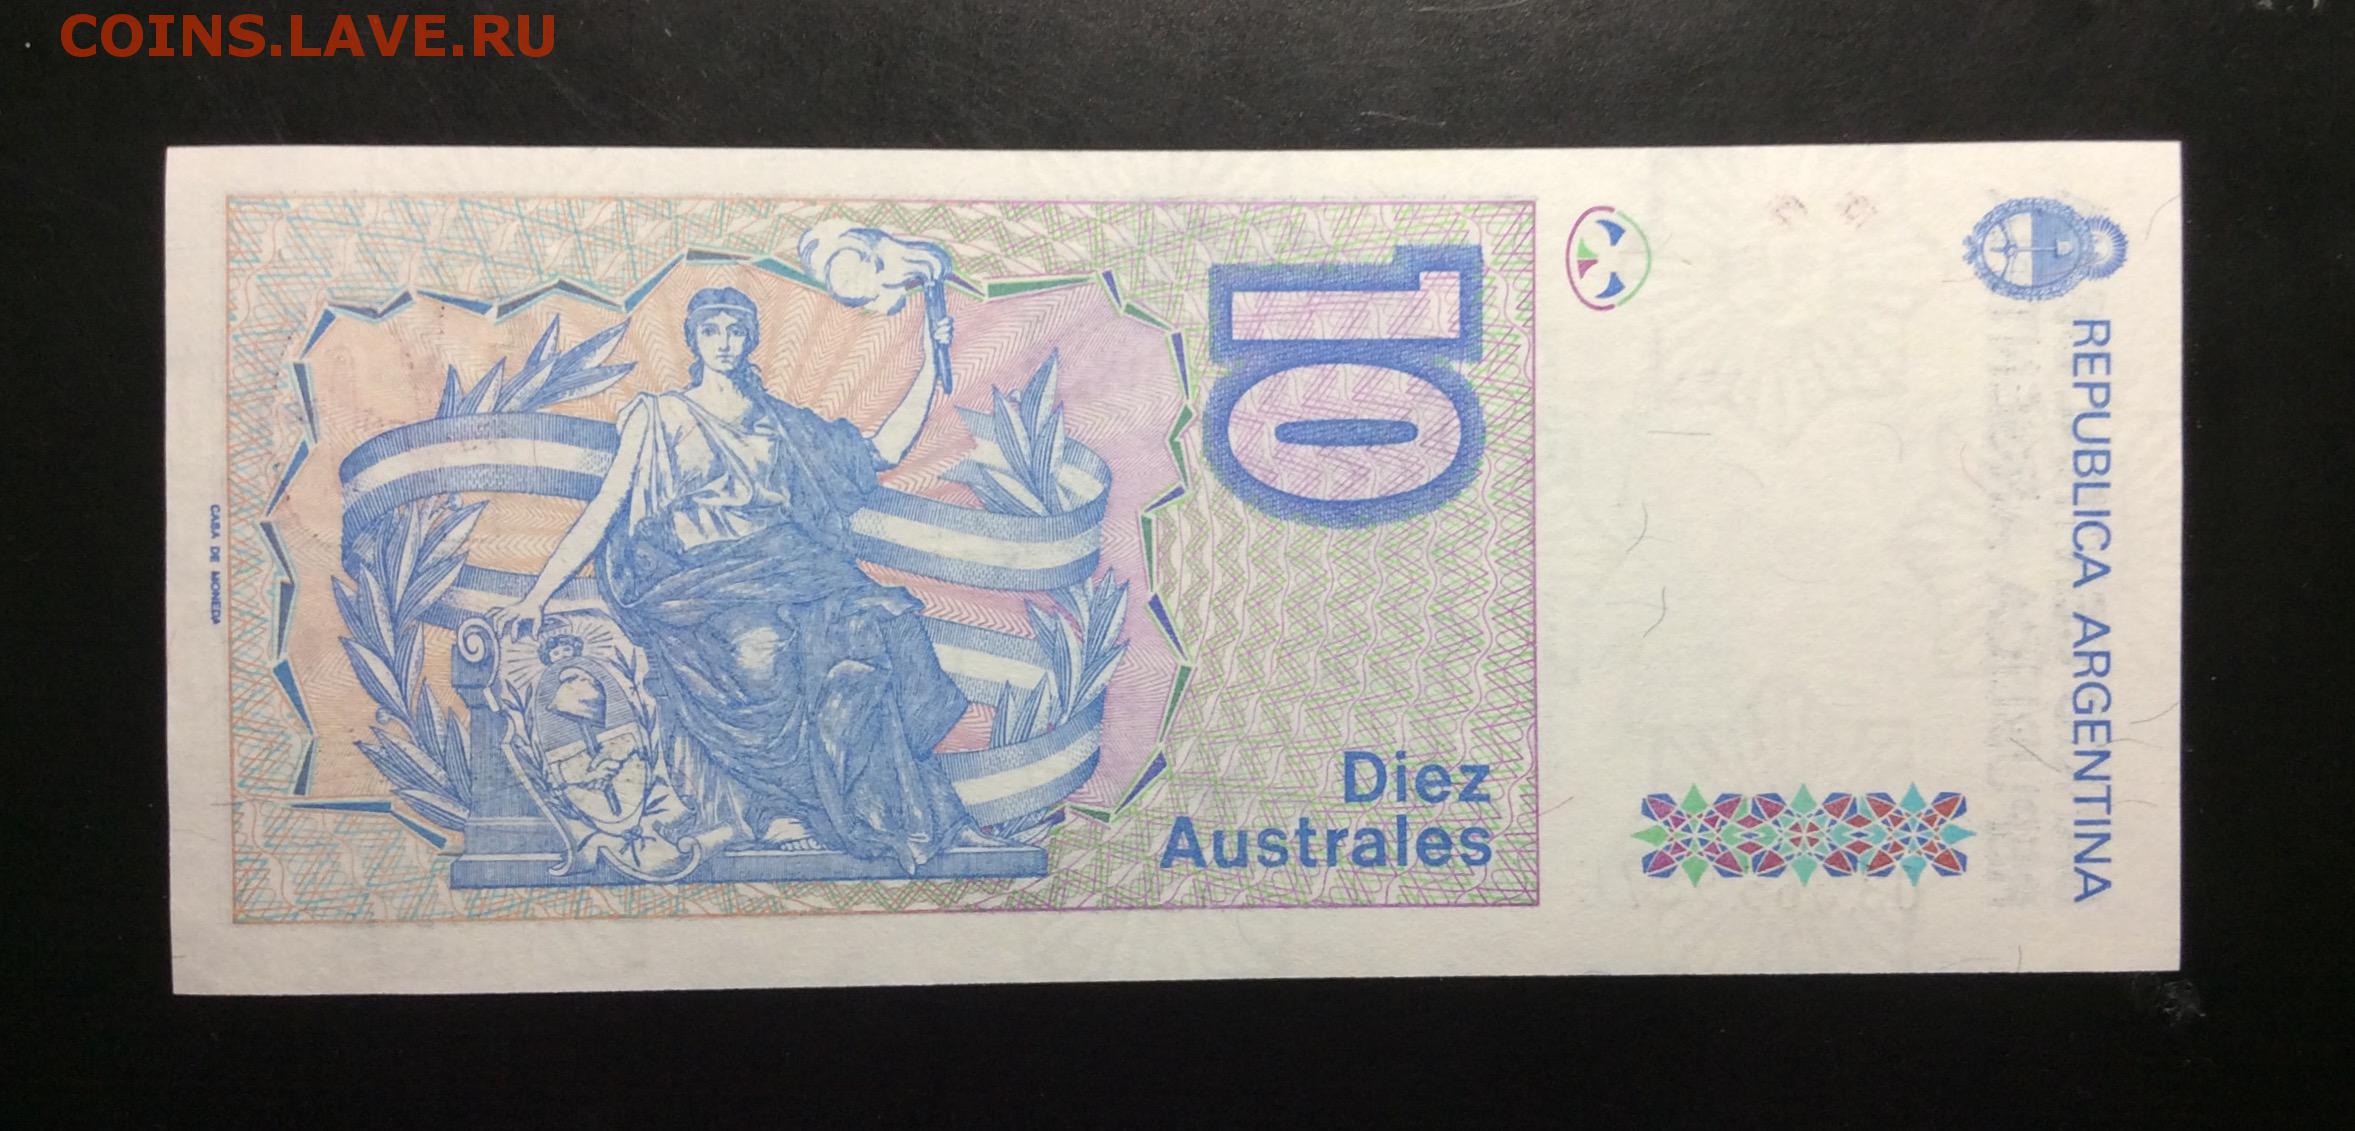 COINS.LAVE.RU
10
Diez
Australes
REPUBLICA ARGENTINA
CASA DE MONEDA